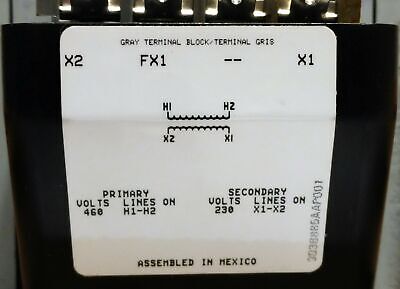 GRAY TERMINAL BLOCK/TERMINAL GRIS
X2 FX1 -- X1
H1 H2
X2 X1
PRIMARY
VOLTS LINES ON
460 H1-H2
SECONDARY
VOLTS LINES ON
230 X1-X2
ASSEMBLED IN MEXICO